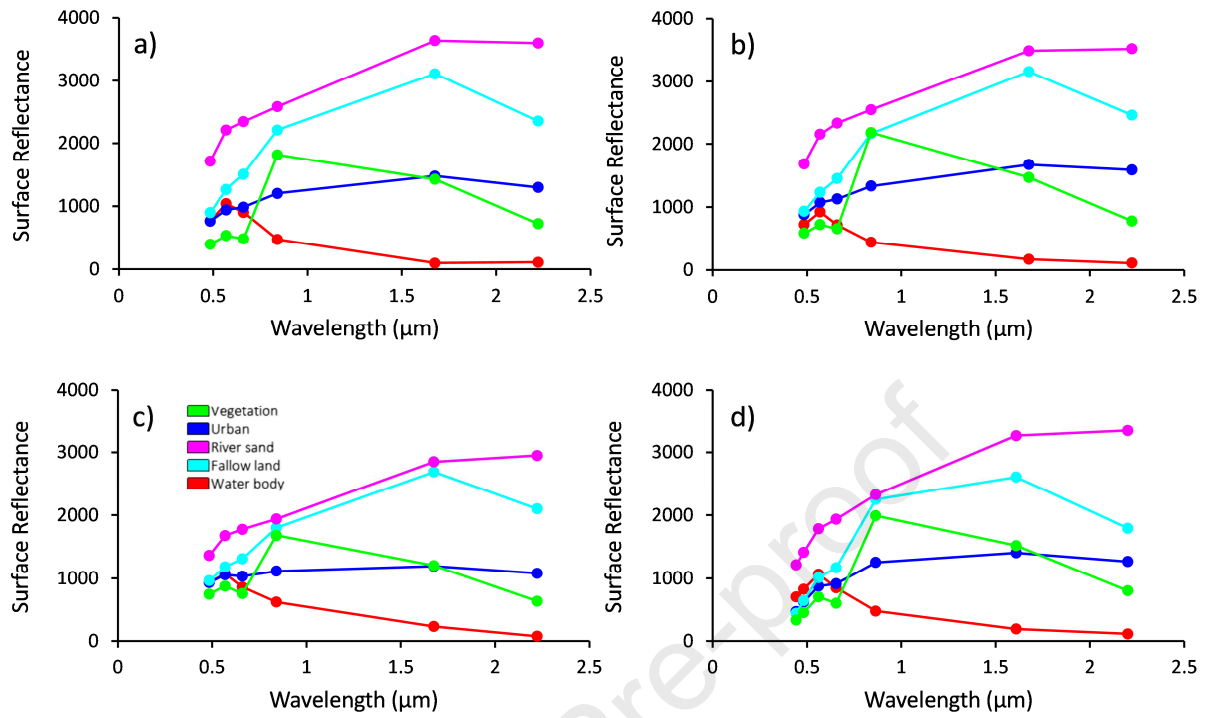 a)
4000
3000
2000
1000
0
Surface Reflectance
0
0.5
1
1.5
2
2.5
Wavelength (µm)
b)
4000
3000
2000
1000
0
Surface Reflectance
0
0.5
1
1.5
2
2.5
Wavelength (µm)
c)
Vegetation
Urban
River sand
Fallow land
Water body
4000
3000
2000
1000
0
Surface Reflectance
0
0.5
1
1.5
2
2.5
Wavelength (µm)
d)
4000
3000
2000
1000
0
Surface Reflectance
0
0.5
1
1.5
2
2.5
Wavelength (µm)
re-proof